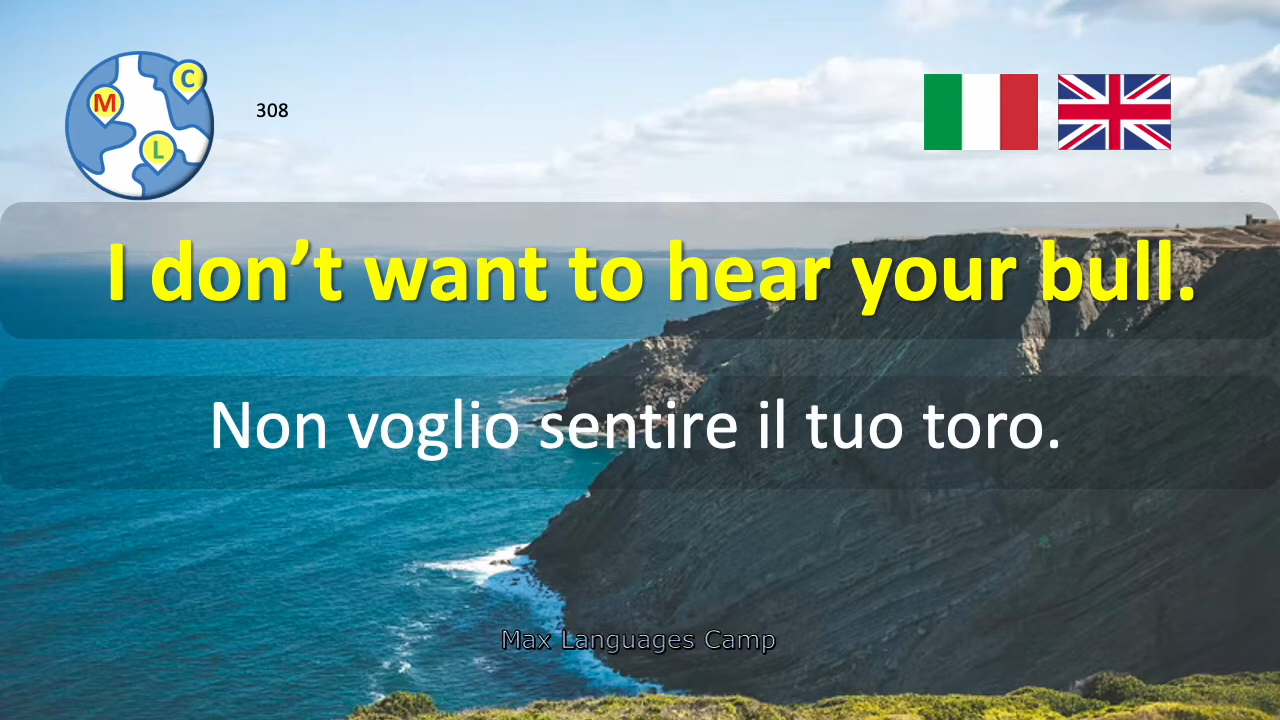 M
C
L
308
I don’t want to hear your bull.
Non voglio sentire il tuo toro.
Max Languages Camp